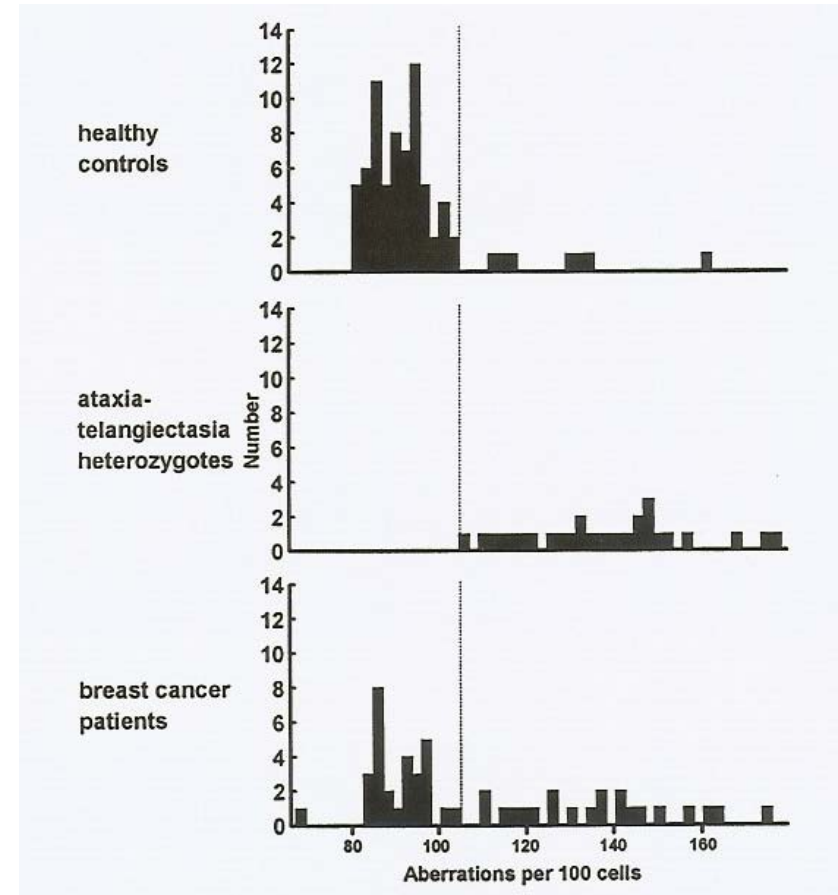 14
12
10
8
6
4
2
0
healthy
controls
14
12
10
8
6
4
2
0
ataxia-
telangiectasia
heterozygotes
Number
14
12
10
8
6
4
2
0
breast cancer
patients
80 100 120 140 160
Aberrations per 100 cells